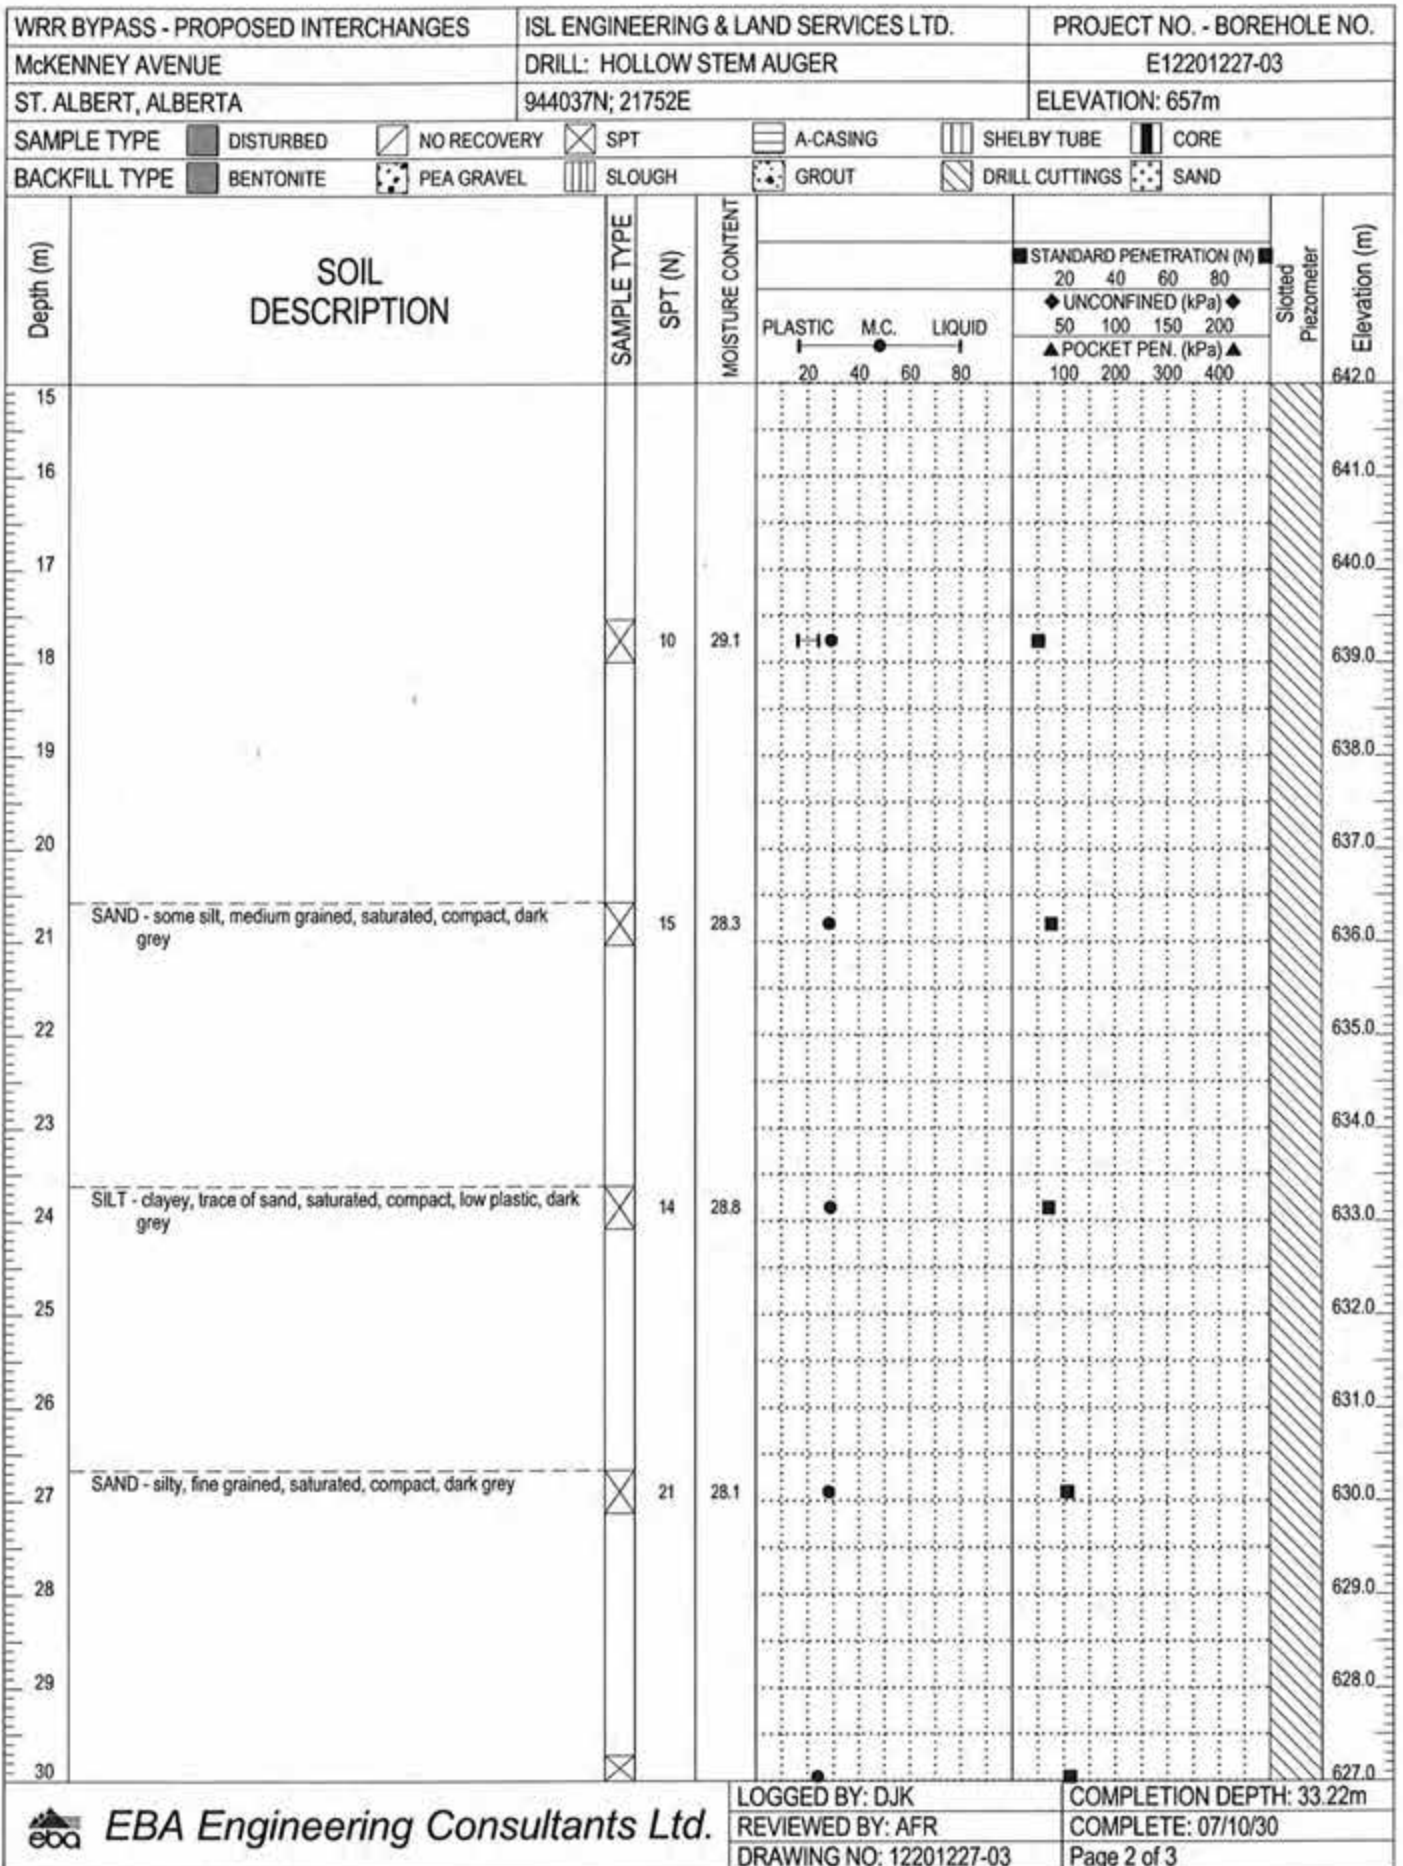 WRR BYPASS - PROPOSED INTERCHANGES ISL ENGINEERING & LAND SERVICES LTD. PROJECT NO. - BOREHOLE NO.
McKENNEY AVENUE DRILL: HOLLOW STEM AUGER E12201227-03
ST. ALBERT, ALBERTA 944037N; 21752E ELEVATION: 657m
SAMPLE TYPE DISTURBED NO RECOVERY SPT A-CASING SHELBY TUBE CORE
BACKFILL TYPE BENTONITE PEA GRAVEL SLOUGH GROUT DRILL CUTTINGS SAND
Depth (m)
SOIL
DESCRIPTION
SAMPLE TYPE
SPT (N)
MOISTURE CONTENT
PLASTIC M.C. LIQUID
20 40 60 80
STANDARD PENETRATION (N)
20 40 60 80
UNCONFINED (kPa)
50 100 150 200
POCKET PEN. (kPa)
100 200 300 400
Slotted
Piezometer
Elevation (m)
642.0
15
16 641.0
17 640.0
10 29.1
18 639.0
19 638.0
20 637.0
SAND - some silt, medium grained, saturated, compact, dark
grey
15 28.3
21 636.0
22 635.0
23 634.0
SILT - clayey, trace of sand, saturated, compact, low plastic, dark
grey
14 28.8
24 633.0
25 632.0
26 631.0
SAND - silty, fine grained, saturated, compact, dark grey
21 28.1
27 630.0
28 629.0
29 628.0
30 627.0
eba EBA Engineering Consultants Ltd.
LOGGED BY: DJK COMPLETION DEPTH: 33.22m
REVIEWED BY: AFR COMPLETE: 07/10/30
DRAWING NO: 12201227-03 Page 2 of 3